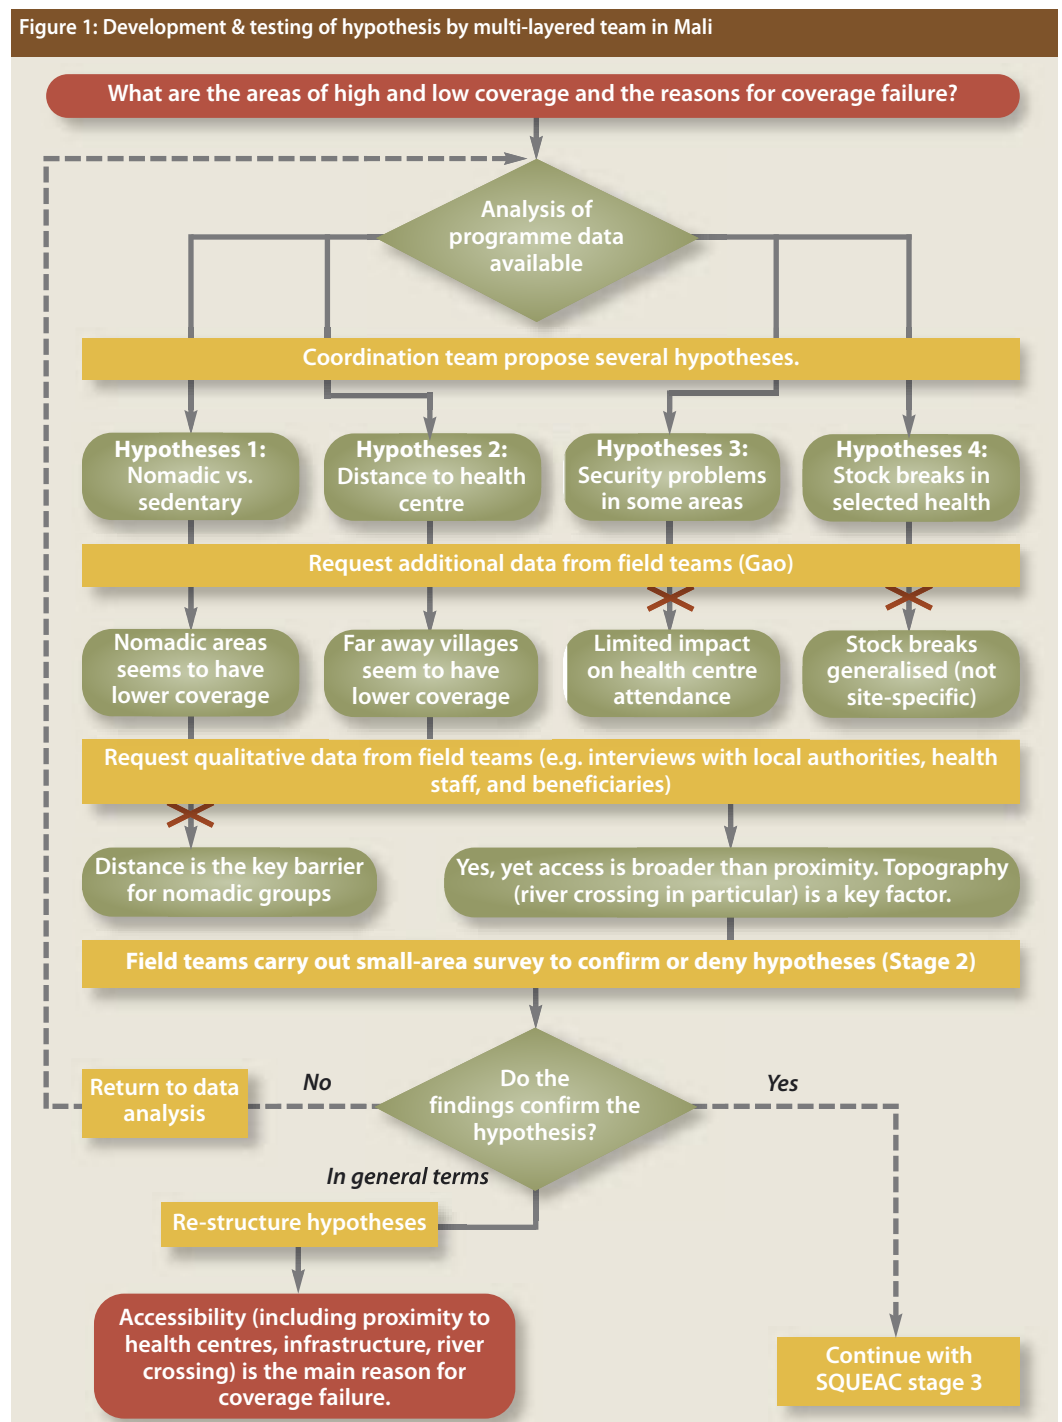 Figure 1: Development & testing of hypothesis by multi-layered team in Mali
What are the areas of high and low coverage and the reasons for coverage failure?
Analysis of
programme data
available
Coordination team propose several hypotheses.
Hypotheses 1:
Nomadic vs.
sedentary
Hypotheses 2:
Distance to health
centre
Hypotheses 3:
Security problems
in some areas
Hypotheses 4:
Stock breaks in
selected health
Request additional data from field teams (Gao)
Nomadic areas
seems to have
lower coverage
Far away villages
seem to have
lower coverage
Limited impact
on health centre
attendance
Stock breaks
generalised (not
site-specific)
Request qualitative data from field teams (e.g. interviews with local authorities, health
staff, and beneficiaries)
Distance is the key barrier
for nomadic groups
Yes, yet access is broader than proximity. Topography
(river crossing in particular) is a key factor.
Field teams carry out small-area survey to confirm or deny hypotheses (Stage 2)
Do the
findings confirm the
hypothesis?
No
Yes
Return to data
analysis
In general terms
Re-structure hypotheses
Accessibility (including proximity to
health centres, infrastructure, river
crossing) is the main reason for
coverage failure.
Continue with
SQUEAC stage 3